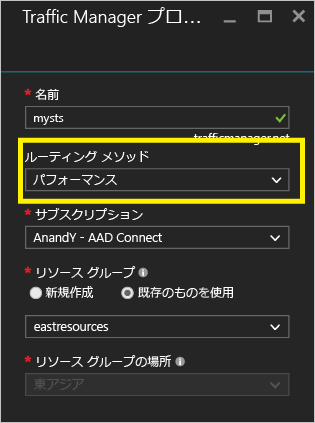 Traffic Manager プロ...
* 名前
mysts
.trafficmanager.net
ルーティング メソッド
パフォーマンス
* サブスクリプション
AnandY - AAD Connect
* リソース グループ
新規作成 既存のものを使用
eastresources
* リソース グループの場所
東アジア